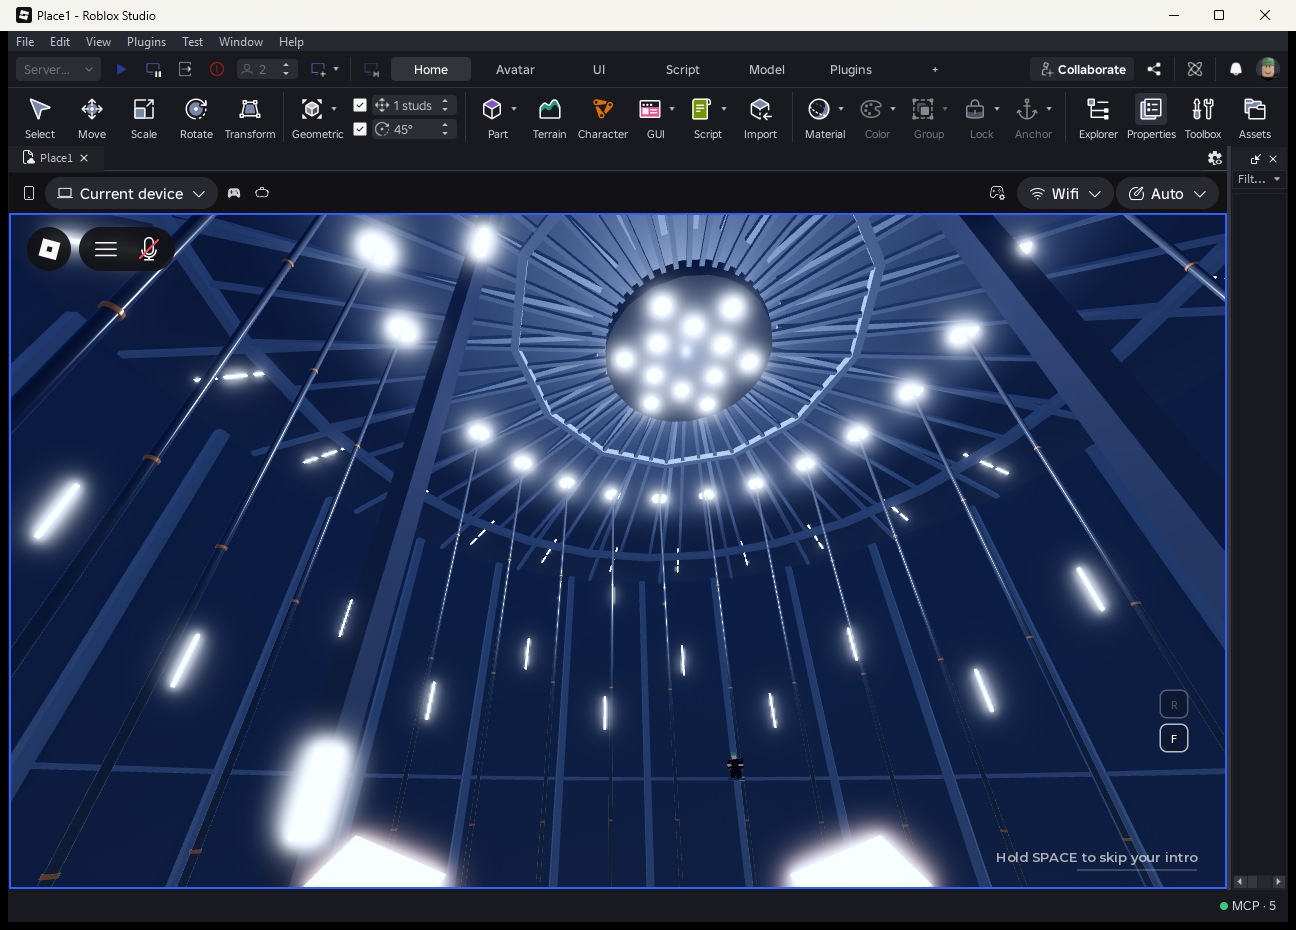 Place1 - Roblox Studio
File Edit View Plugins Test Window Help
Server... 2 Home Avatar UI Script Model Plugins + Collaborate
1 studs
45°
Select Move Scale Rotate Transform Geometric Part Terrain Character GUI Script Import Material Color Group Lock Anchor Explorer Properties Toolbox Assets
Place1
Filt...
Current device Wifi Auto
R
F
Hold SPACE to skip your intro
MCP · 5